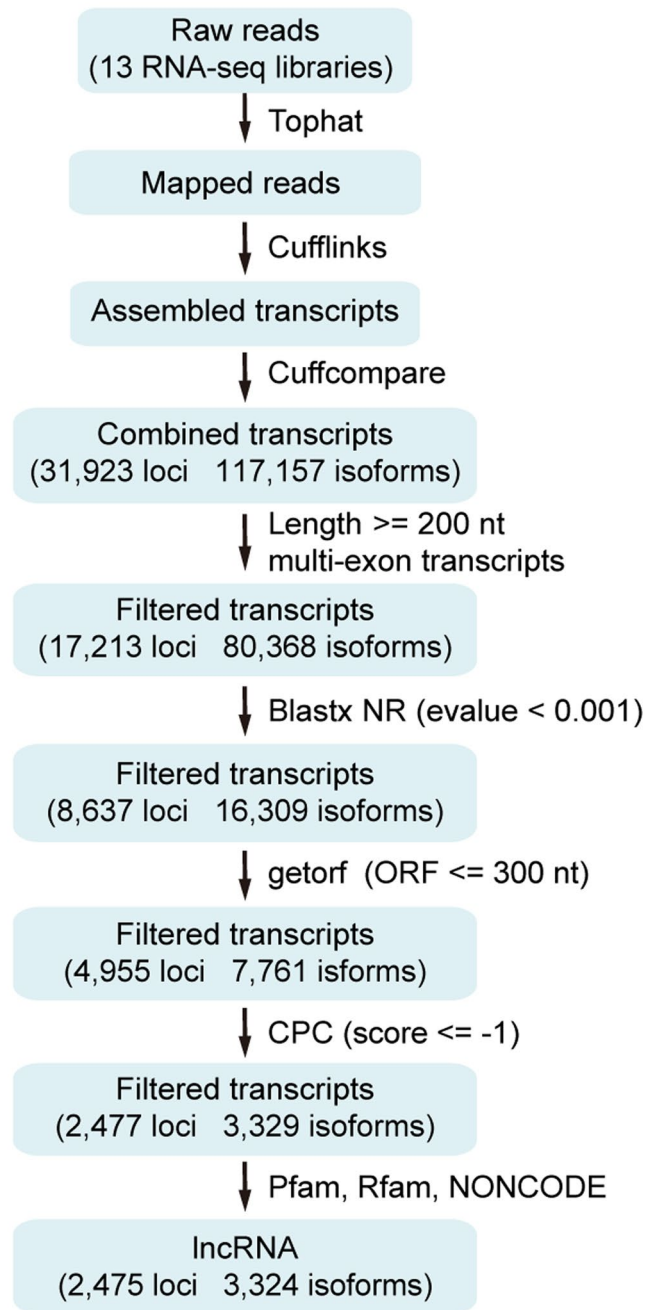 Raw reads
(13 RNA-seq libraries)
Tophat
Mapped reads
Cufflinks
Assembled transcripts
Cuffcompare
Combined transcripts
(31,923 loci 117,157 isoforms)
Length >= 200 nt
multi-exon transcripts
Filtered transcripts
(17,213 loci 80,368 isoforms)
Blastx NR (evalue < 0.001)
Filtered transcripts
(8,637 loci 16,309 isoforms)
getorf (ORF <= 300 nt)
Filtered transcripts
(4,955 loci 7,761 isforms)
CPC (score <= -1)
Filtered transcripts
(2,477 loci 3,329 isoforms)
Pfam, Rfam, NONCODE
lncRNA
(2,475 loci 3,324 isoforms)